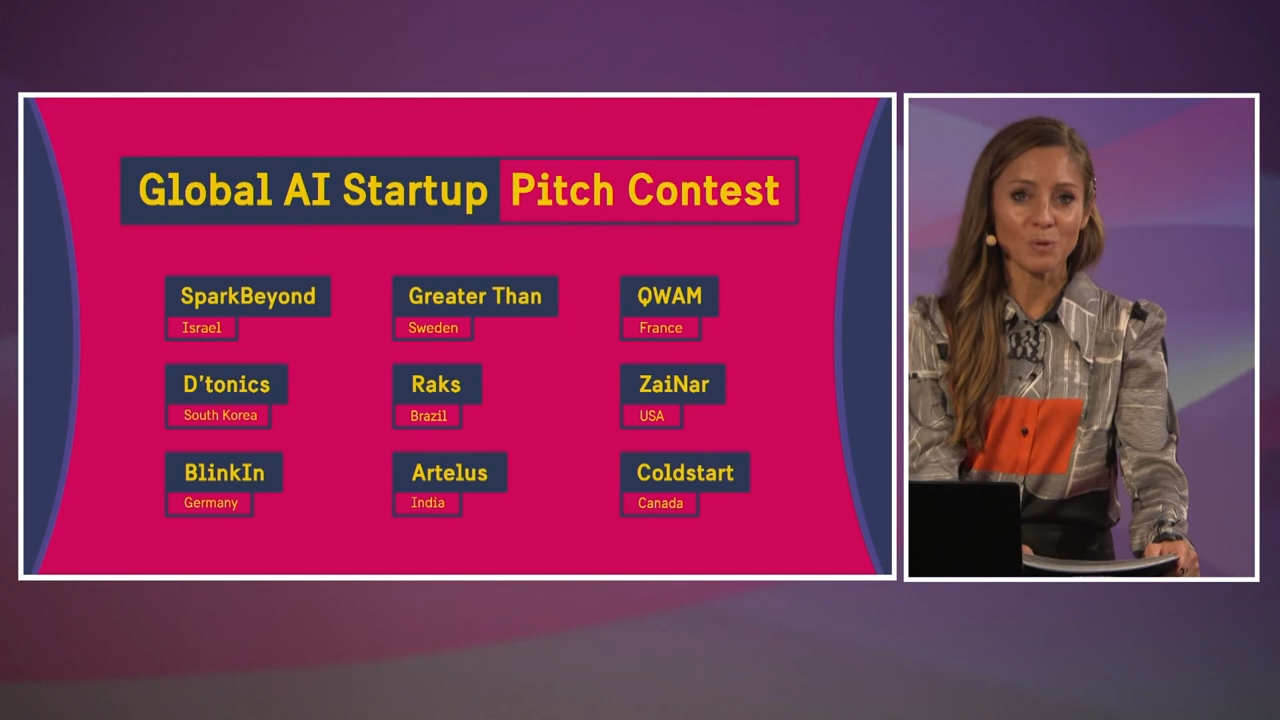 Global AI Startup Pitch Contest
SparkBeyond
Israel
Greater Than
Sweden
QWAM
France
D'tonics
South Korea
Raks
Brazil
ZaiNar
USA
BlinkIn
Germany
Artelus
India
Coldstart
Canada